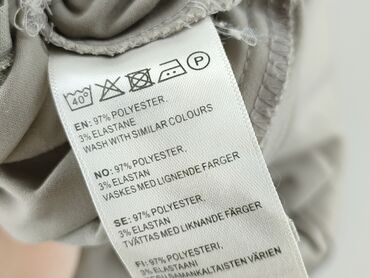 40°
P
EN: 97% POLYESTER,
3% ELASTANE
WASH WITH SIMILAR COLOURS
NO: 97% POLYESTER,
3% ELASTAN
VASKES MED LIGNENDE FARGER
SE: 97% POLYESTER,
3% ELASTAN
TVÄTTAS MED LIKNANDE FÄRGER
FI: 97% POLYESTERI,
3% ELASTAANI
SAMANKALTAISTEN VÄRIEN